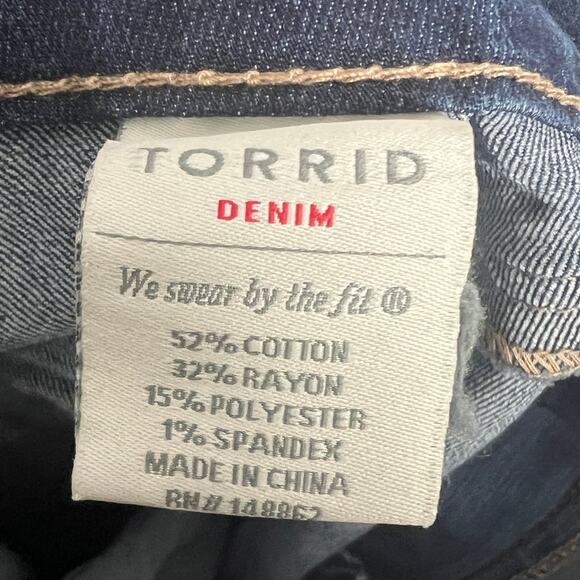 TORRID
DENIM
We swear by the fit ®
52% COTTON
32% RAYON
15% POLYESTER
1% SPANDEX
MADE IN CHINA
RN# 148862